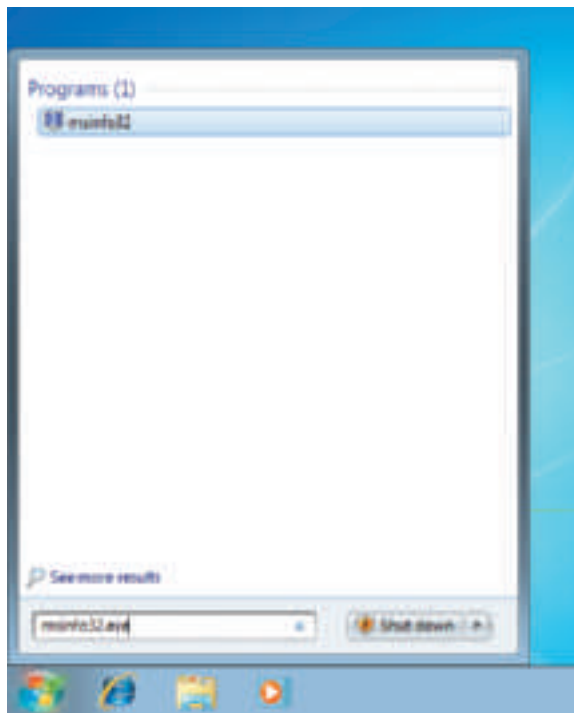 Programs (1)
msinfo32
See more results
msinfo32.exe
Shut down